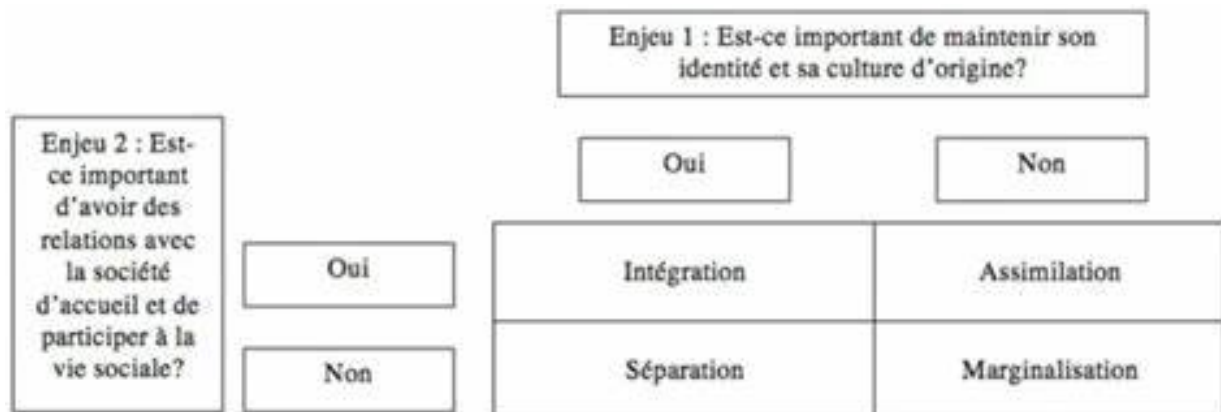 Enjeu 1 : Est-ce important de maintenir son
identité et sa culture d'origine?
Enjeu 2 : Est-
ce important
d'avoir des
relations avec
la société
d'accueil et de
participer à la
vie sociale?
Oui
Non
Oui
Intégration
Assimilation
Non
Séparation
Marginalisation